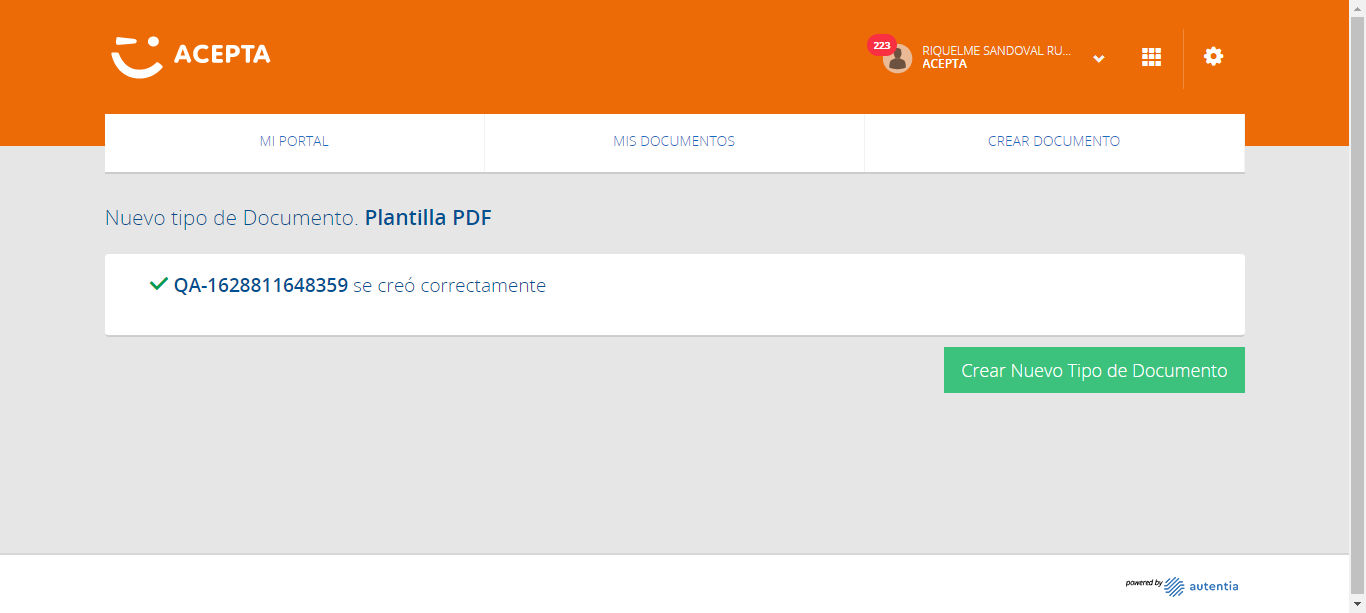 ACEPTA
223
RIQUELME SANDOVAL RU...
ACEPTA
MI PORTAL
MIS DOCUMENTOS
CREAR DOCUMENTO
Nuevo tipo de Documento. Plantilla PDF
QA-1628811648359 se creó correctamente
Crear Nuevo Tipo de Documento
powered by autentia